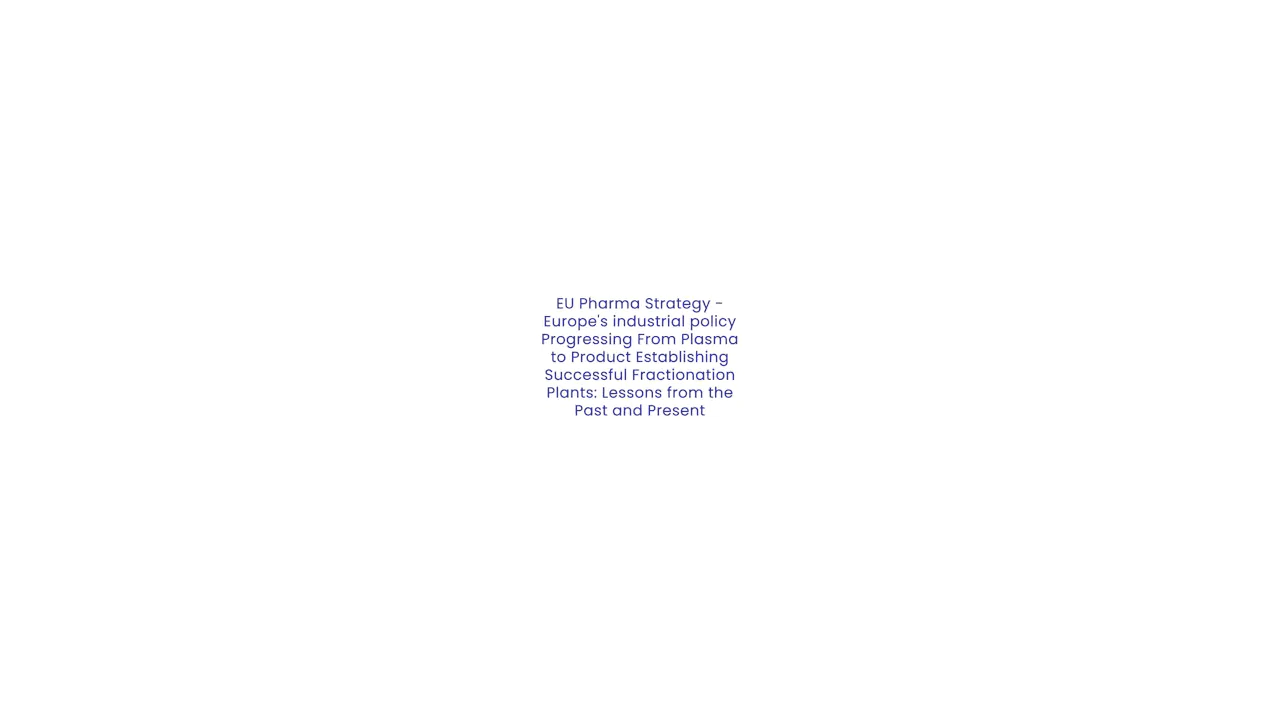 EU Pharma Strategy -
Europe's industrial policy
Progressing From Plasma
to Product Establishing
Successful Fractionation
Plants: Lessons from the
Past and Present